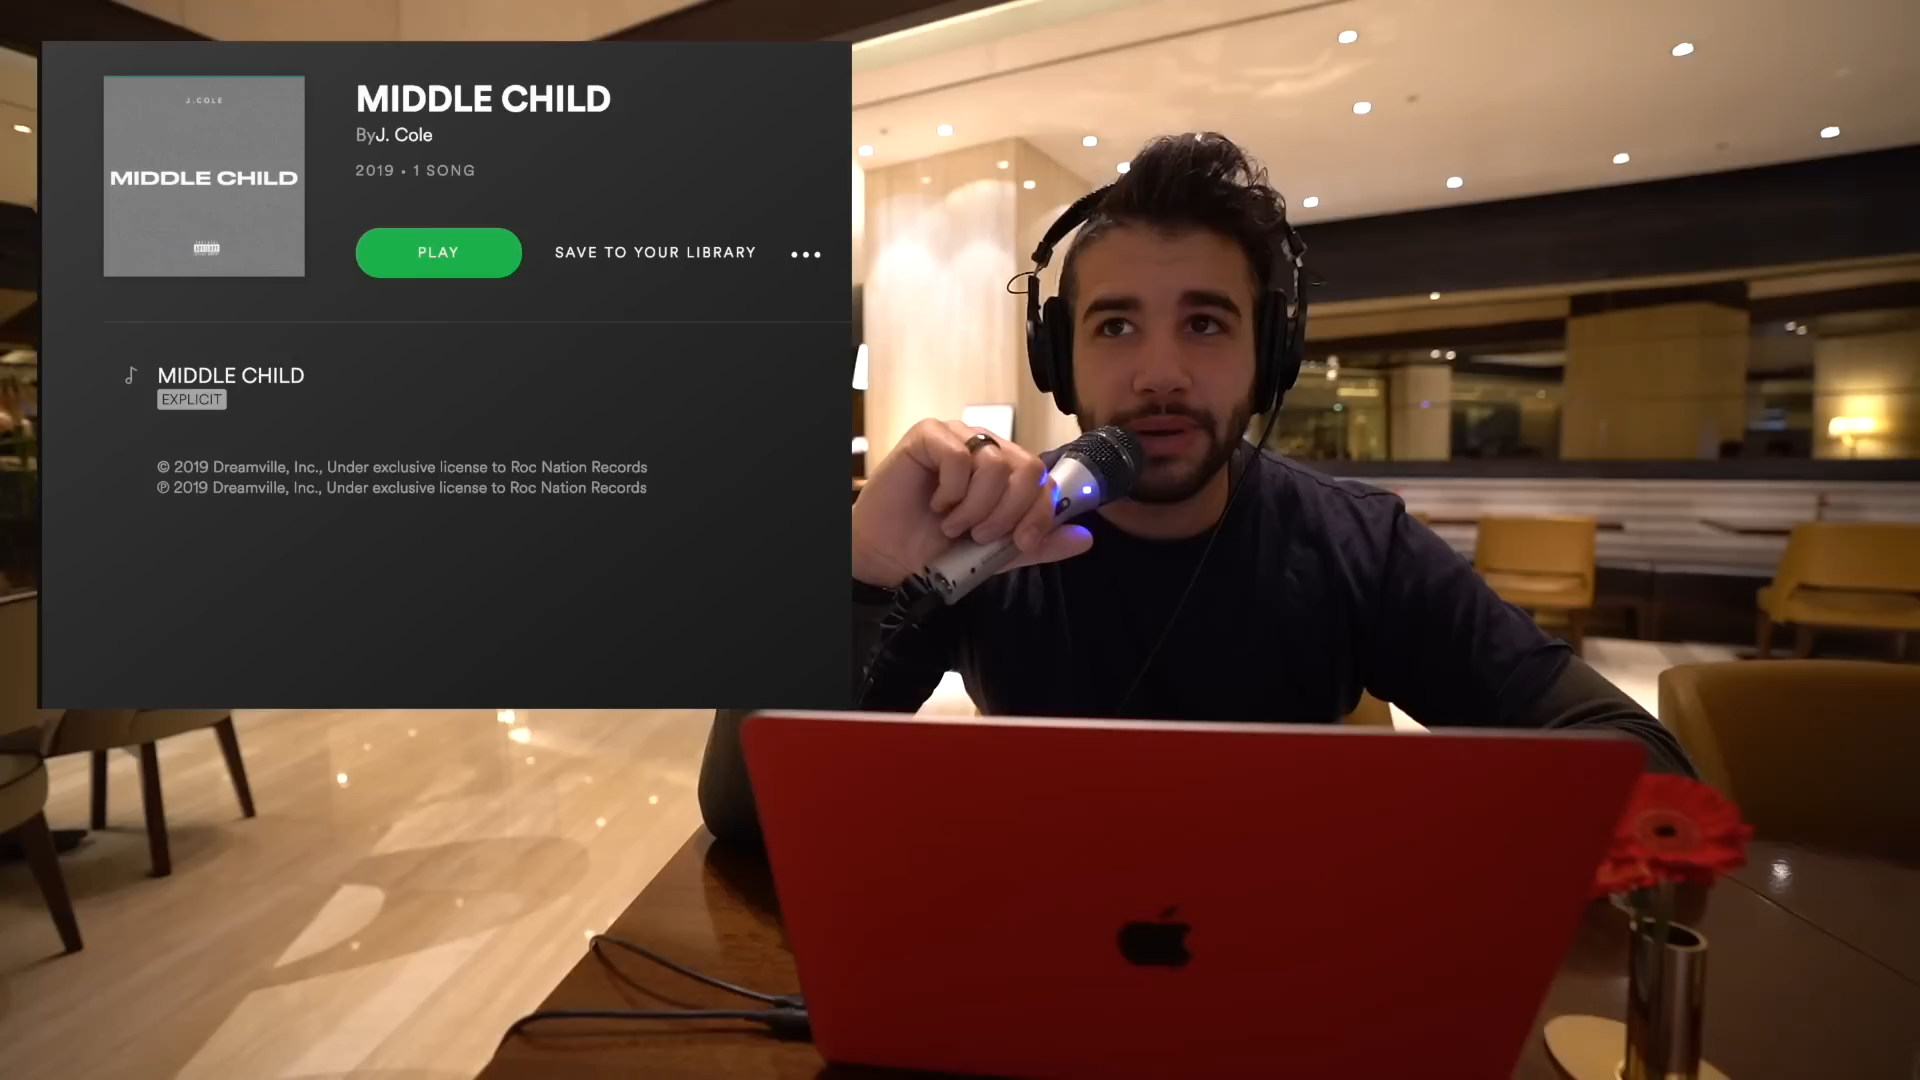 J.COLE
MIDDLE CHILD
MIDDLE CHILD
ByJ. Cole
2019 • 1 SONG
PLAY
SAVE TO YOUR LIBRARY
MIDDLE CHILD
EXPLICIT
© 2019 Dreamville, Inc., Under exclusive license to Roc Nation Records
℗ 2019 Dreamville, Inc., Under exclusive license to Roc Nation Records